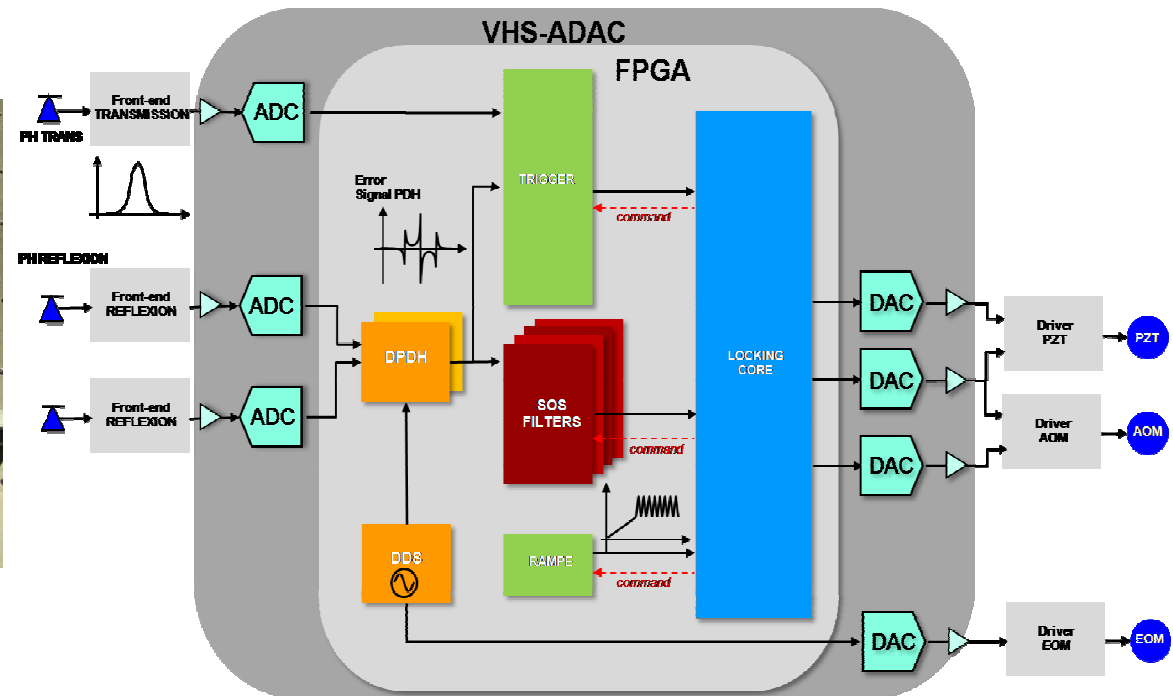 VHS-ADAC
FPGA
Front-end
TRANSMISSION
PH TRANS
ADC
TRIGGER
Error
Signal PDH
command
PH REFLEXION
Front-end
REFLEXION
ADC
DPDH
LOCKING
CORE
DAC
Driver
PZT
PZT
DAC
Front-end
REFLEXION
ADC
SOS
FILTERS
command
Driver
AOM
AOM
DAC
DDS
RAMPE
command
DAC
Driver
EOM
EOM